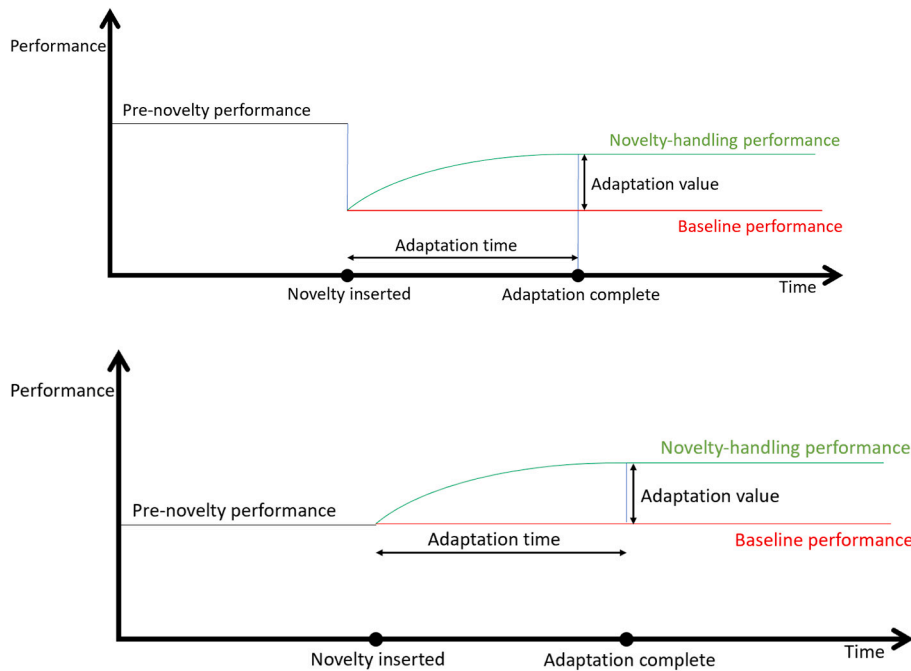 Performance
Pre-novelty performance
Novelty-handling performance
Adaptation value
Baseline performance
Adaptation time
Novelty inserted
Adaptation complete
Time
Performance
Novelty-handling performance
Adaptation value
Pre-novelty performance
Baseline performance
Adaptation time
Novelty inserted
Adaptation complete
Time